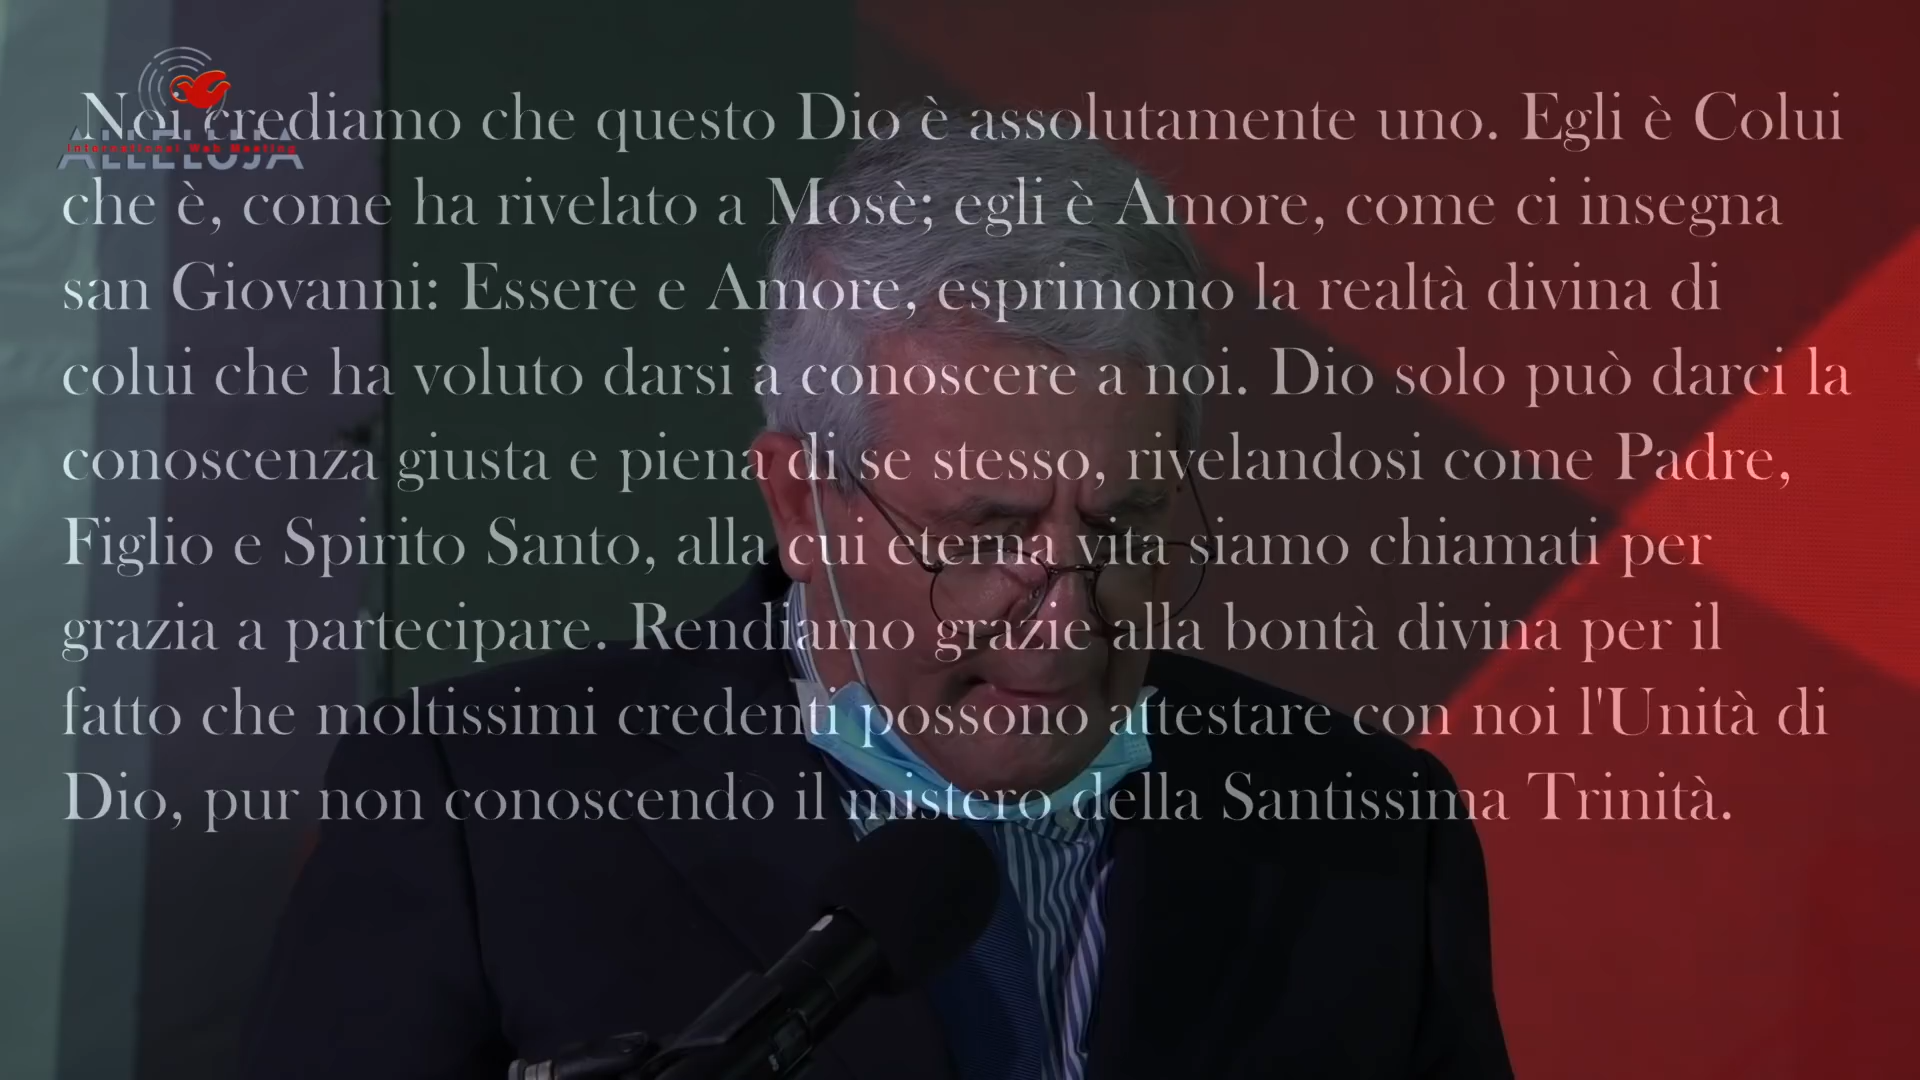 ALLELUJA
International Web Meeting
Noi crediamo che questo Dio è assolutamente uno. Egli è Colui
che è, come ha rivelato a Mosè; egli è Amore, come ci insegna
san Giovanni: Essere e Amore, esprimono la realtà divina di
colui che ha voluto darsi a conoscere a noi. Dio solo può darci la
conoscenza giusta e piena di se stesso, rivelandosi come Padre,
Figlio e Spirito Santo, alla cui eterna vita siamo chiamati per
grazia a partecipare. Rendiamo grazie alla bontà divina per il
fatto che moltissimi credenti possono attestare con noi l'Unità di
Dio, pur non conoscendo il mistero della Santissima Trinità.